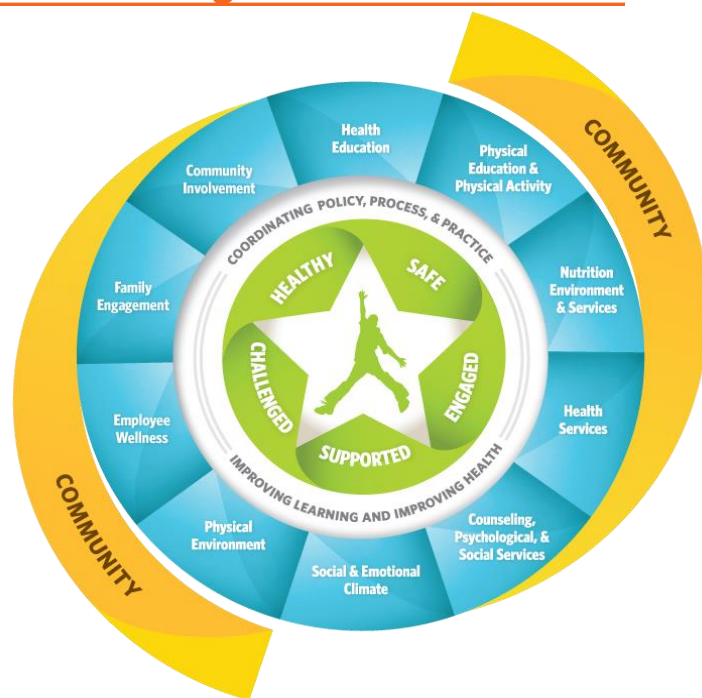 COMMUNITY
Health
Education
Physical
Education &
Physical Activity
Nutrition
Environment
& Services
Health
Services
Counseling,
Psychological, &
Social Services
Social & Emotional
Climate
Physical
Environment
Employee
Wellness
Family
Engagement
Community
Involvement
COORDINATING POLICY, PROCESS, & PRACTICE
IMPROVING LEARNING AND IMPROVING HEALTH
HEALTHY
SAFE
ENGAGED
SUPPORTED
CHALLENGED
COMMUNITY